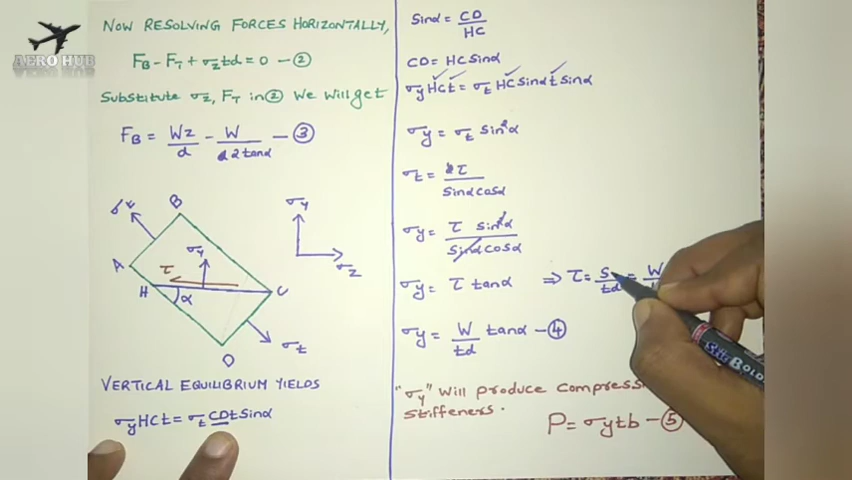 AERO HUB
NOW RESOLVING FORCES HORIZONTALLY,
F_B - F_T + σ_z td = 0 — ②
Substitute σ_z, F_T in ② We will get
F_B = Wz/d - W/2tanα — ③
B
σ_t
σ_y
σ_y
A
τ
σ_z
H
α
C
D
σ_t
VERTICAL EQUILIBRIUM YIELDS
σ_y HCt = σ_t CDt Sinα
Sinα = CD/HC
CD = HC Sinα
σ_y HCt = σ_t HC Sinα t Sinα
σ_y = σ_t Sin²α
σ_t = τ/Sinα cosα
σ_y = τ Sin²α/Sinα cosα
σ_y = τ tanα ⇒ τ = S/td = W
σ_y = W/td tanα — ④
"σ_y" Will produce
stiffeners.
P = σ_y tb — ⑤